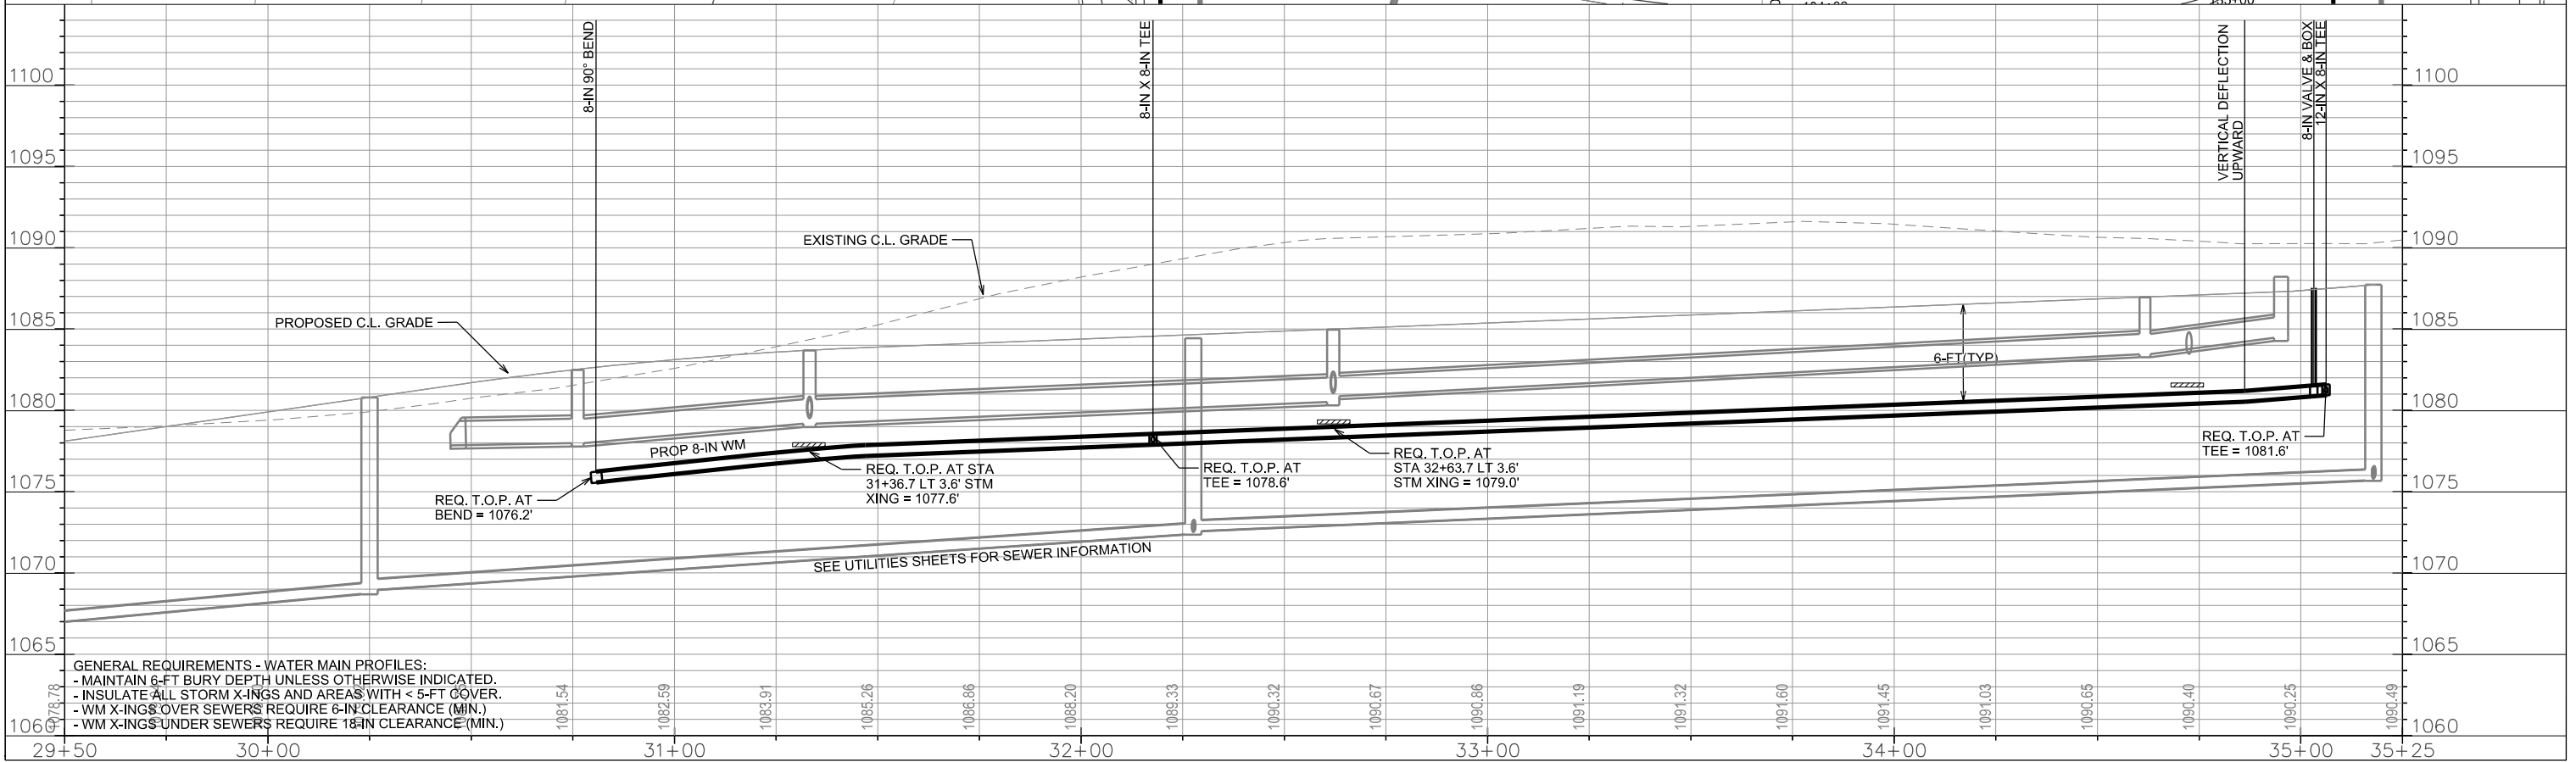 8-IN 90° BEND
8-IN X 8-IN TEE
VERTICAL DEFLECTION
UPWARD
8-IN VALVE & BOX
12-IN X 8-IN TEE
1100
1100
1095
1095
1090
EXISTING C.L. GRADE
1090
1085
PROPOSED C.L. GRADE
1085
6-FT(TYP)
1080
1080
PROP 8-IN WM
REQ. T.O.P. AT
TEE = 1081.6'
REQ. T.O.P. AT STA
31+36.7 LT 3.6' STM
XING = 1077.6'
REQ. T.O.P. AT
TEE = 1078.6'
REQ. T.O.P. AT
STA 32+63.7 LT 3.6'
STM XING = 1079.0'
1075
REQ. T.O.P. AT
BEND = 1076.2'
1075
1070
SEE UTILITIES SHEETS FOR SEWER INFORMATION
1070
1065
1065
GENERAL REQUIREMENTS - WATER MAIN PROFILES:
- MAINTAIN 6-FT BURY DEPTH UNLESS OTHERWISE INDICATED.
- INSULATE ALL STORM X-INGS AND AREAS WITH < 5-FT COVER.
- WM X-INGS OVER SEWERS REQUIRE 6-IN CLEARANCE (MIN.)
- WM X-INGS UNDER SEWERS REQUIRE 18-IN CLEARANCE (MIN.)
1078.78
1081.54
1082.59
1083.91
1085.26
1086.86
1088.20
1089.33
1090.32
1090.67
1090.86
1091.19
1091.32
1091.60
1091.45
1091.03
1090.65
1090.40
1090.25
1090.49
1060
1060
29+50
30+00
31+00
32+00
33+00
34+00
35+00
35+25